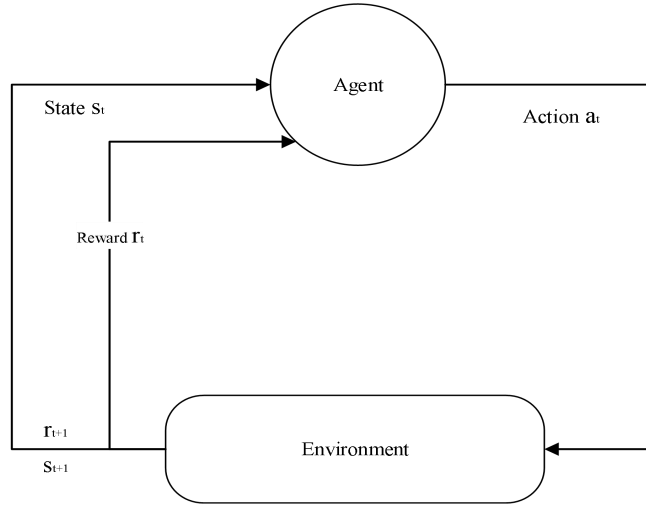 Agent
State st
Action at
Reward rt
rt+1
Environment
st+1